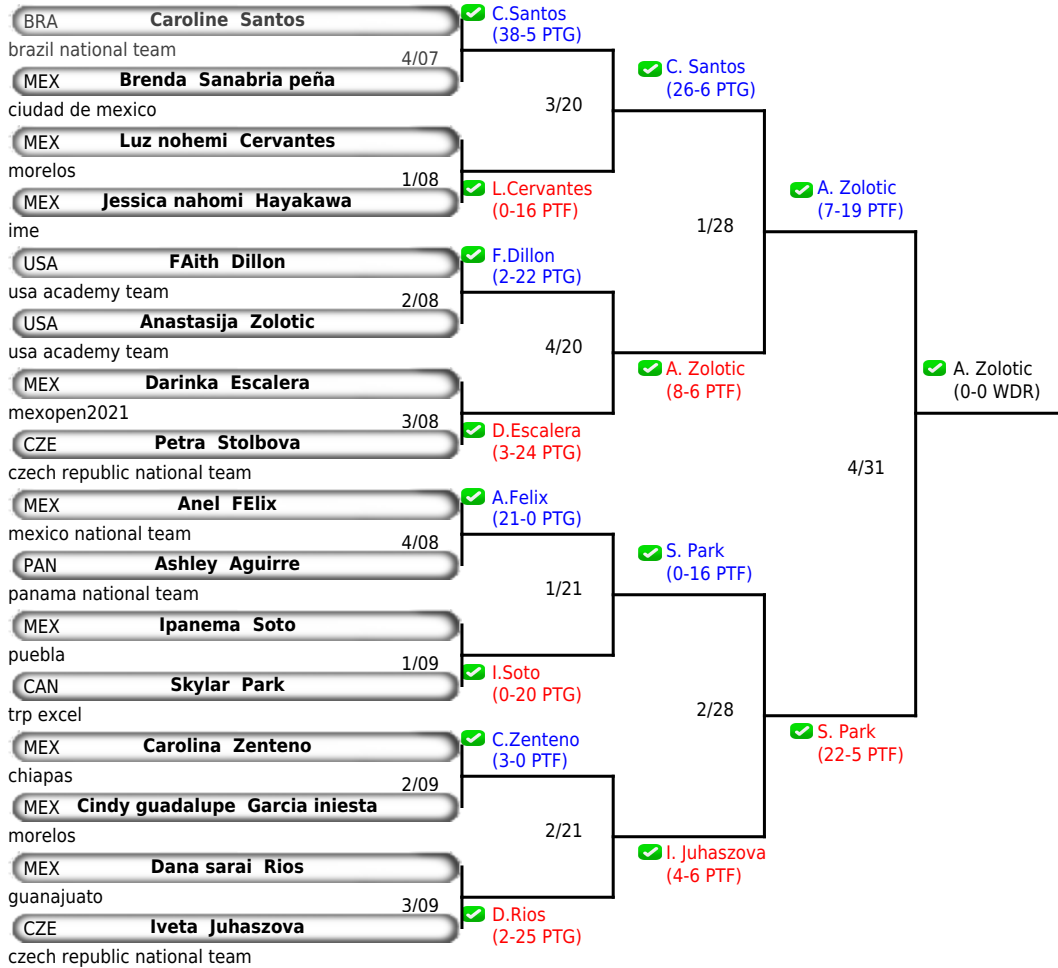 BRA Caroline Santos
brazil national team
4/07
MEX Brenda Sanabria peña
ciudad de mexico
MEX Luz nohemi Cervantes
morelos
1/08
MEX Jessica nahomi Hayakawa
ime
USA FAith Dillon
usa academy team
2/08
USA Anastasija Zolotic
usa academy team
MEX Darinka Escalera
mexopen2021
3/08
CZE Petra Stolbova
czech republic national team
MEX Anel FElix
mexico national team
4/08
PAN Ashley Aguirre
panama national team
MEX Ipanema Soto
puebla
1/09
CAN Skylar Park
trp excel
MEX Carolina Zenteno
chiapas
2/09
MEX Cindy guadalupe Garcia iniesta
morelos
MEX Dana sarai Rios
guanajuato
3/09
CZE Iveta Juhaszova
czech republic national team
C.Santos
(38-5 PTG)
3/20
L.Cervantes
(0-16 PTF)
F.Dillon
(2-22 PTG)
4/20
D.Escalera
(3-24 PTG)
A.Felix
(21-0 PTG)
1/21
I.Soto
(0-20 PTG)
C.Zenteno
(3-0 PTF)
2/21
D.Rios
(2-25 PTG)
C. Santos
(26-6 PTG)
1/28
A. Zolotic
(8-6 PTF)
S. Park
(0-16 PTF)
2/28
I. Juhaszova
(4-6 PTF)
A. Zolotic
(7-19 PTF)
4/31
S. Park
(22-5 PTF)
A. Zolotic
(0-0 WDR)